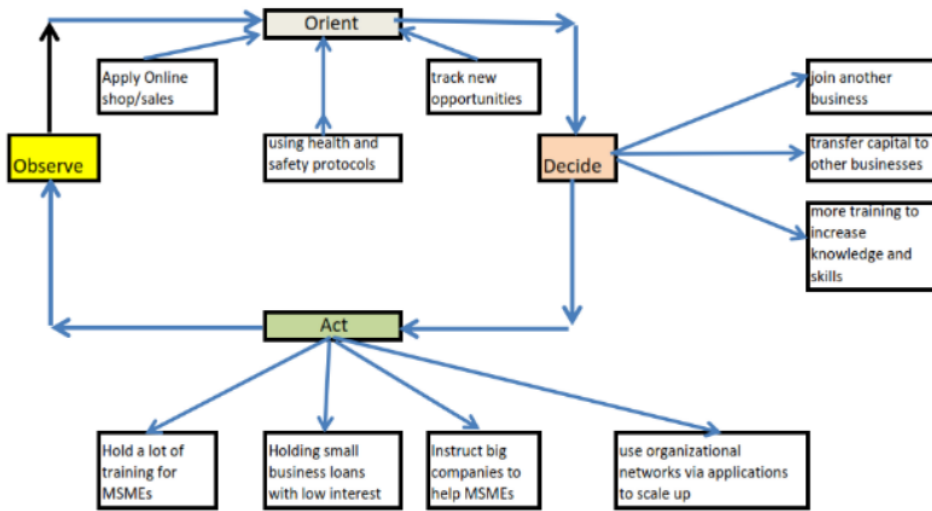 Orient
Apply Online
shop/sales
track new
opportunities
join another
business
Observe
using health and
safety protocols
Decide
transfer capital to
other businesses
more training to
increase
knowledge and
skills
Act
Hold a lot of
training for
MSMEs
Holding small
business loans
with low interest
Instruct big
companies to
help MSMEs
use organizational
networks via applications
to scale up